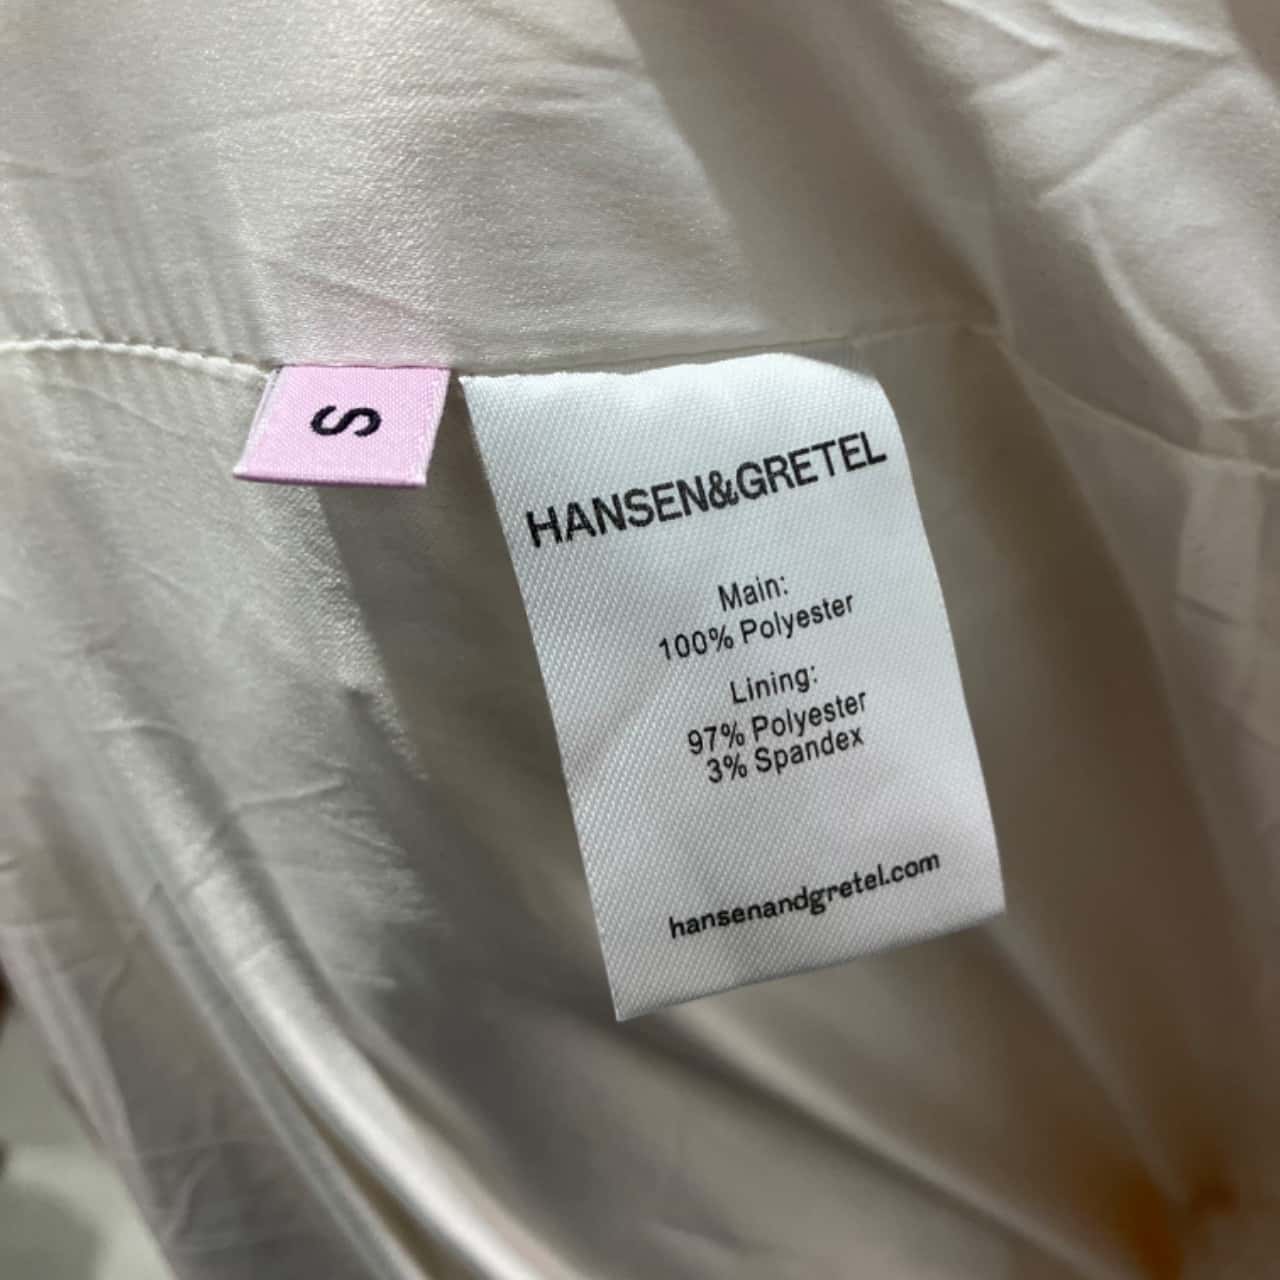 S
HANSEN&GRETEL
Main:
100% Polyester
Lining:
97% Polyester
3% Spandex
hansenandgretel.com